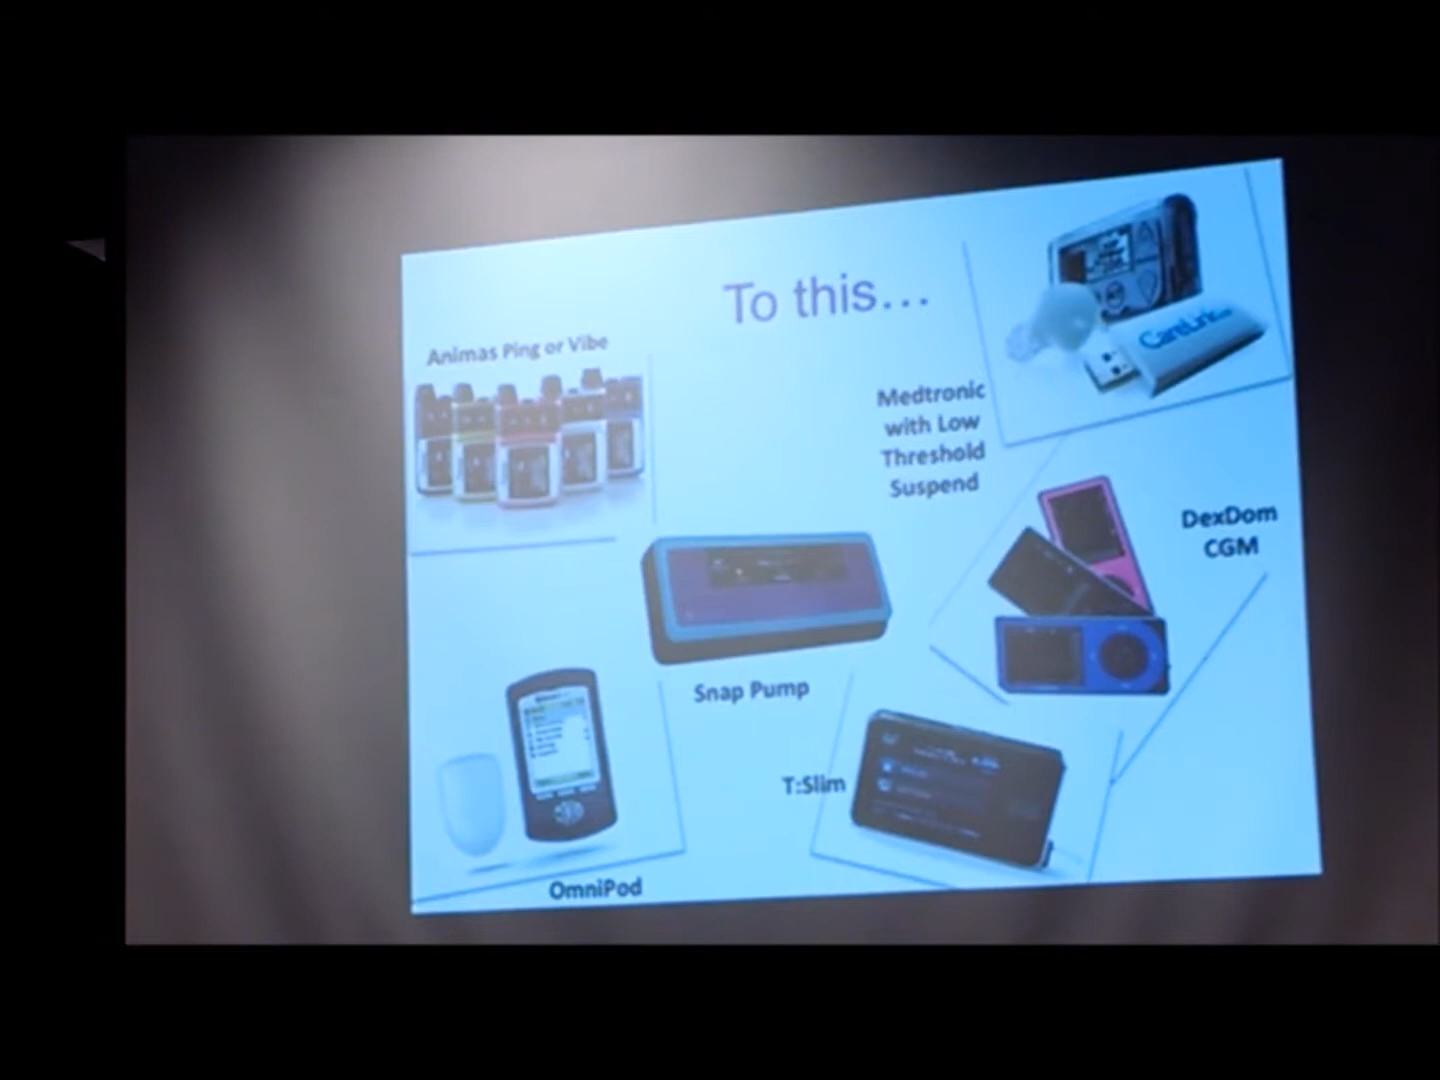 To this...
Animas Ping or Vibe
CareLink
Medtronic
with Low
Threshold
Suspend
DexDom
CGM
Snap Pump
T:Slim
OmniPod